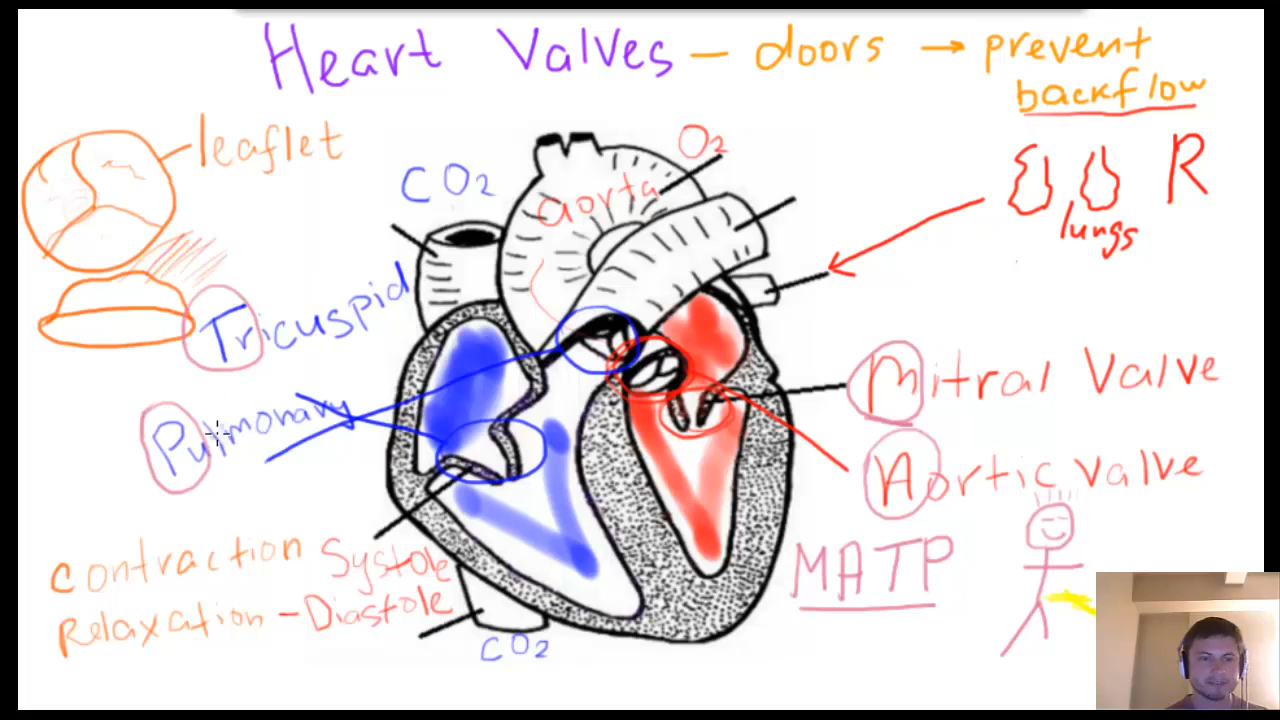 Heart Valves – doors → prevent
backflow
leaflet
CO2
O2
aorta
lungs
R
Tricuspid
Pulmonary
Mitral Valve
Aortic Valve
Contraction Systole
Relaxation – Diastole
MATP
CO2